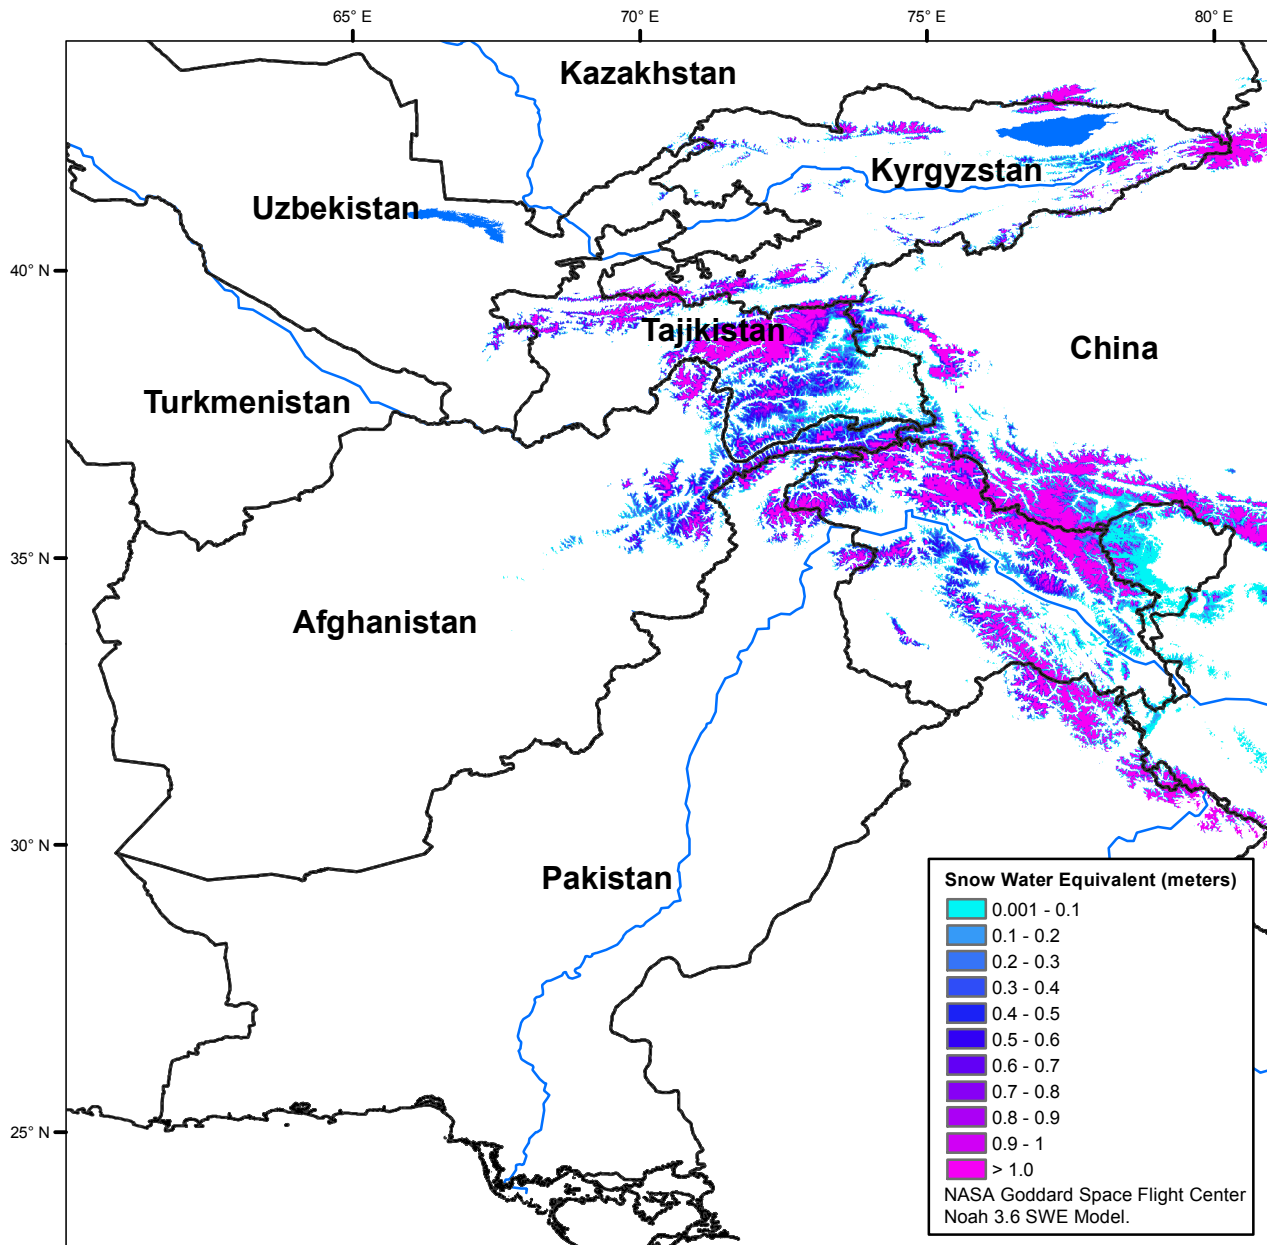 65° E
70° E
75° E
80° E
Kazakhstan
Kyrgyzstan
Uzbekistan
40° N
Tajikistan
China
Turkmenistan
35° N
Afghanistan
30° N
Pakistan
25° N
Snow Water Equivalent (meters)
0.001 - 0.1
0.1 - 0.2
0.2 - 0.3
0.3 - 0.4
0.4 - 0.5
0.5 - 0.6
0.6 - 0.7
0.7 - 0.8
0.8 - 0.9
0.9 - 1
> 1.0
NASA Goddard Space Flight Center
Noah 3.6 SWE Model.